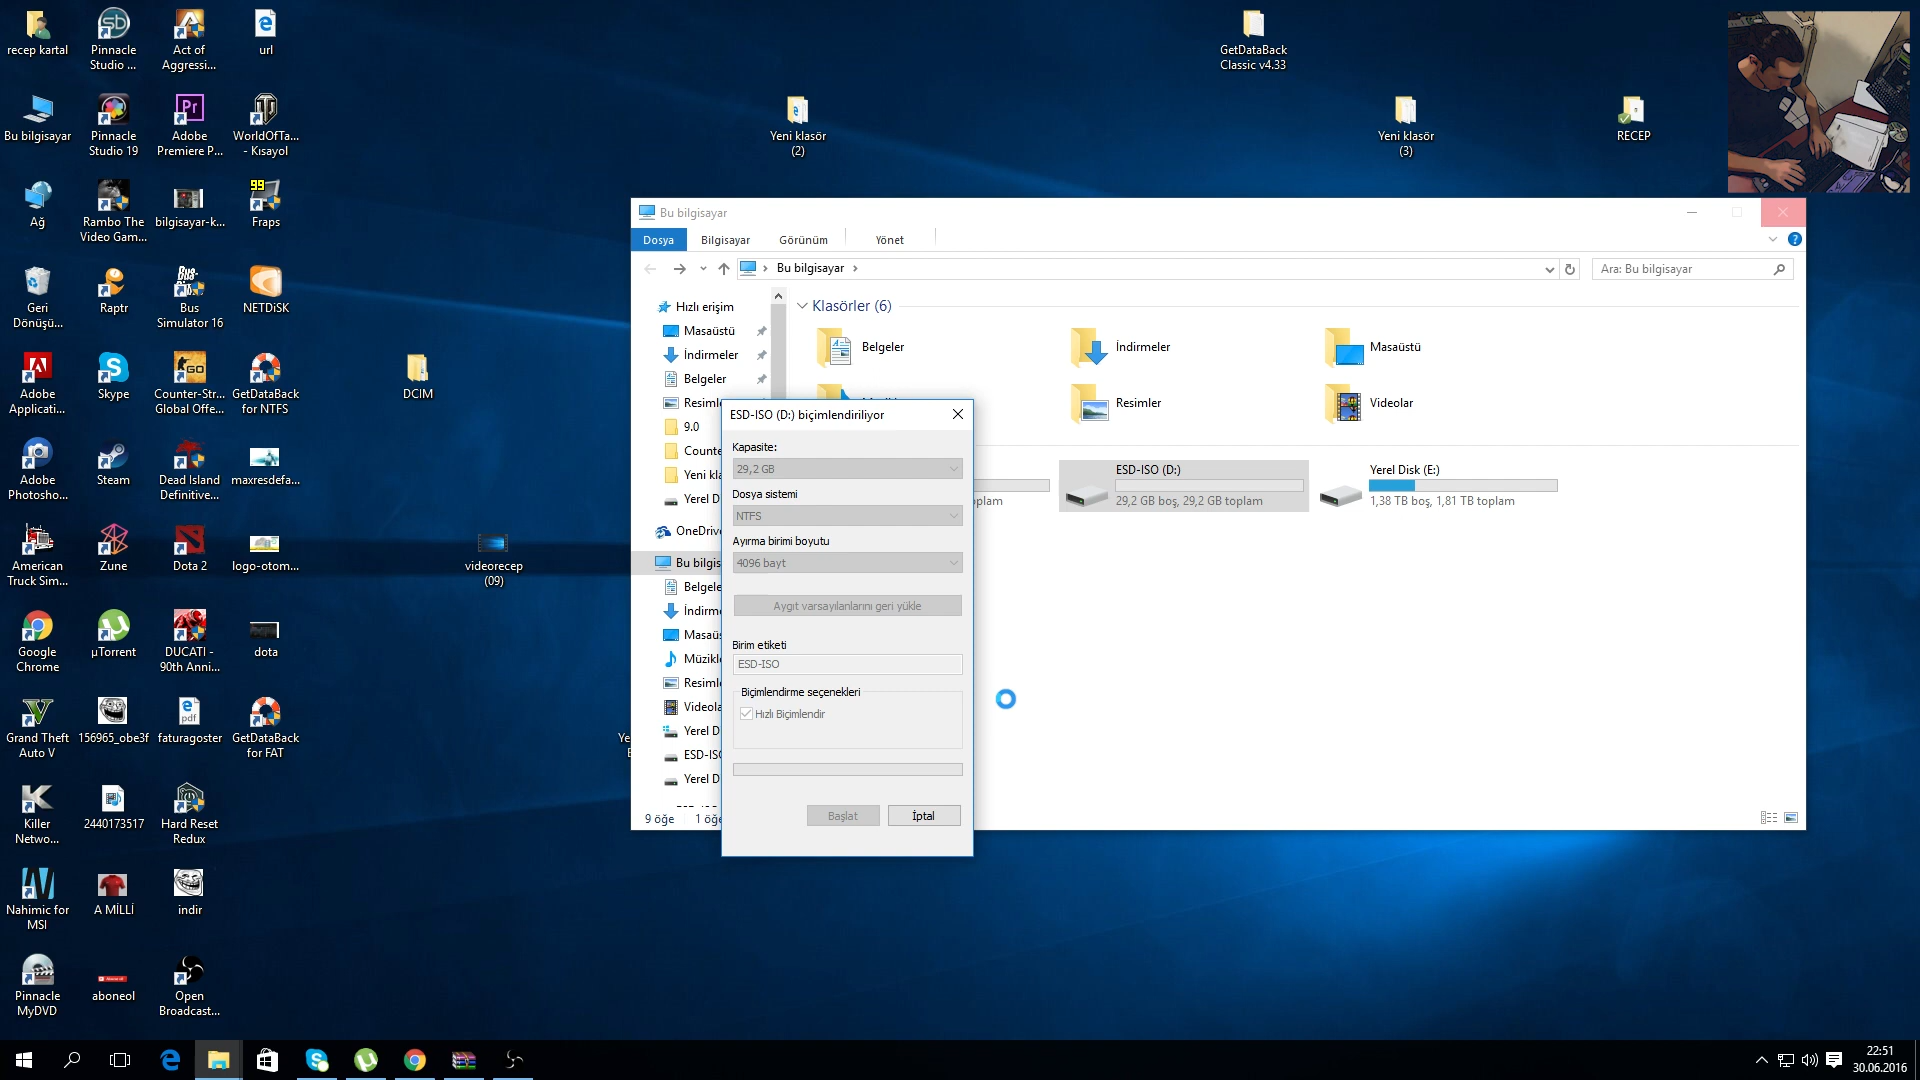 recep kartal
Pinnacle
Studio ...
Act of
Aggressi...
url
Bu bilgisayar
Pinnacle
Studio 19
Adobe
Premiere P...
WorldOfTa...
- Kısayol
Ağ
Rambo The
Video Gam...
bilgisayar-k...
99
Fraps
Geri
Dönüşü...
Raptr
Bus
Simulator 16
NETDiSK
Adobe
Applicati...
Skype
Counter-Str...
Global Offe...
GetDataBack
for NTFS
DCIM
Adobe
Photosho...
Steam
Dead Island
Definitive...
maxresdefa...
American
Truck Sim...
Zune
Dota 2
logo-otom...
videorecep
(09)
Google
Chrome
µTorrent
DUCATI -
90th Anni...
dota
Grand Theft
Auto V
156965_obe3f
pdf
faturagoster
GetDataBack
for FAT
Killer
Netwo...
2440173517
Hard Reset
Redux
Nahimic for
MSI
A MİLLİ
indir
Pinnacle
MyDVD
aboneol
Open
Broadcast...
GetDataBack
Classic v4.33
Yeni klasör
(2)
Yeni klasör
(3)
RECEP
Bu bilgisayar
Dosya
Bilgisayar
Görünüm
Yönet
Bu bilgisayar
Ara: Bu bilgisayar
Hızlı erişim
Masaüstü
İndirmeler
Belgeler
Resimle
9.0
Counte
Yeni kla
Yerel D
OneDrive
Bu bilgis
Belgele
İndirme
Masaüs
Müzikle
Resimle
Videola
Yerel D
ESD-ISO
Yerel D
9 öğe
1 öğe
Klasörler (6)
Belgeler
İndirmeler
Masaüstü
Resimler
Videolar
plam
ESD-ISO (D:)
29,2 GB boş, 29,2 GB toplam
Yerel Disk (E:)
1,38 TB boş, 1,81 TB toplam
ESD-ISO (D:) biçimlendiriliyor
Kapasite:
29,2 GB
Dosya sistemi
NTFS
Ayırma birimi boyutu
4096 bayt
Aygıt varsayılanlarını geri yükle
Birim etiketi
ESD-ISO
Biçimlendirme seçenekleri
Hızlı Biçimlendir
Başlat
İptal
22:51
30.06.2016